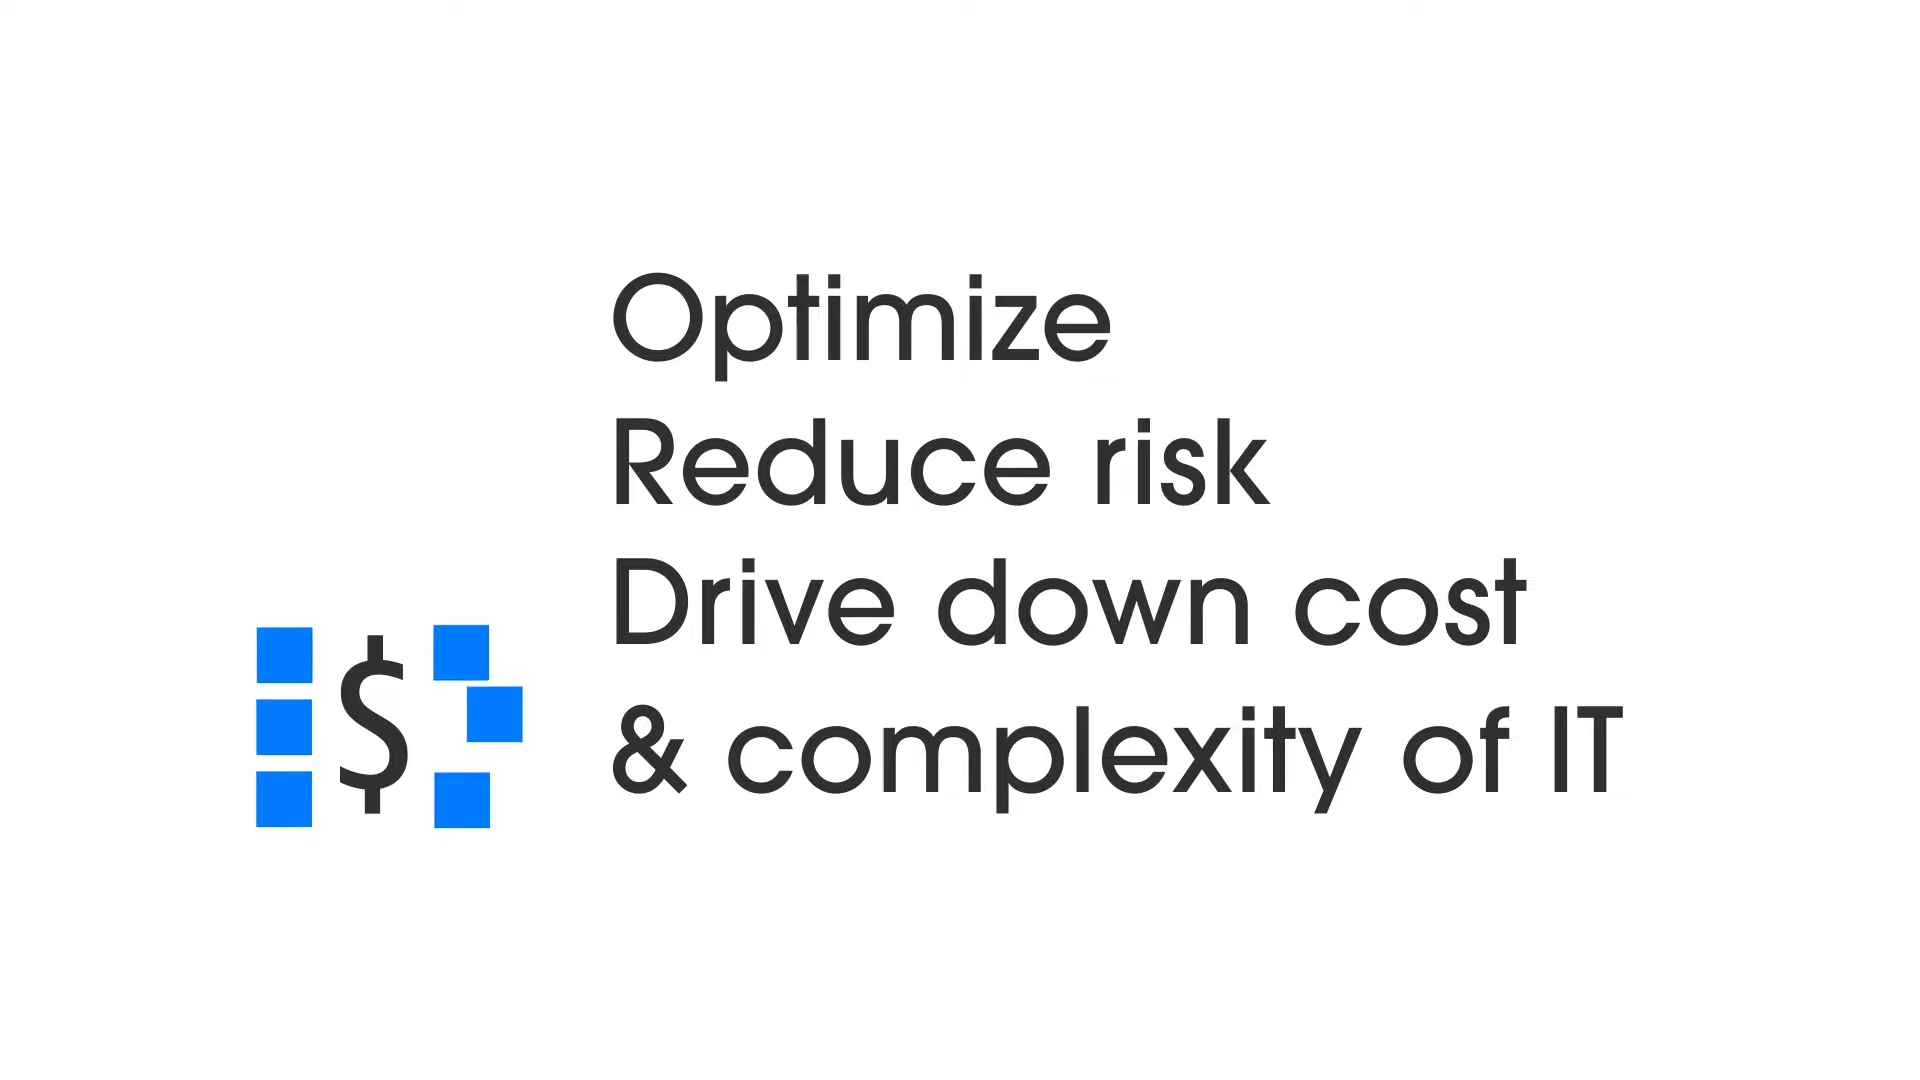 Optimize
Reduce risk
Drive down cost
& complexity of IT
$